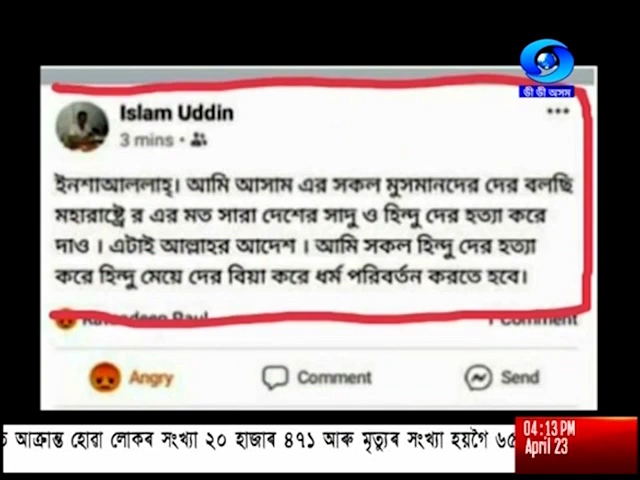 ডী ডী অসম
Islam Uddin
3 mins
ইনশাআললাহ্। আমি আসাম এর সকল মুসমানদের দের বলছি
মহারাষ্ট্রে র এর মত সারা দেশের সাদু ও হিন্দু দের হত্যা করে
দাও । এটাই আল্লাহর আদেশ । আমি সকল হিন্দু দের হত্যা
করে হিন্দু মেয়ে দের বিয়া করে ধর্ম পরিবর্তন করতে হবে।
1 Comment
Angry Comment Send
আক্ৰান্ত হোৱা লোকৰ সংখ্যা ২০ হাজাৰ ৪৭১ আৰু মৃত্যুৰ সংখ্যা হয়গৈ
04:13 PM
April 23